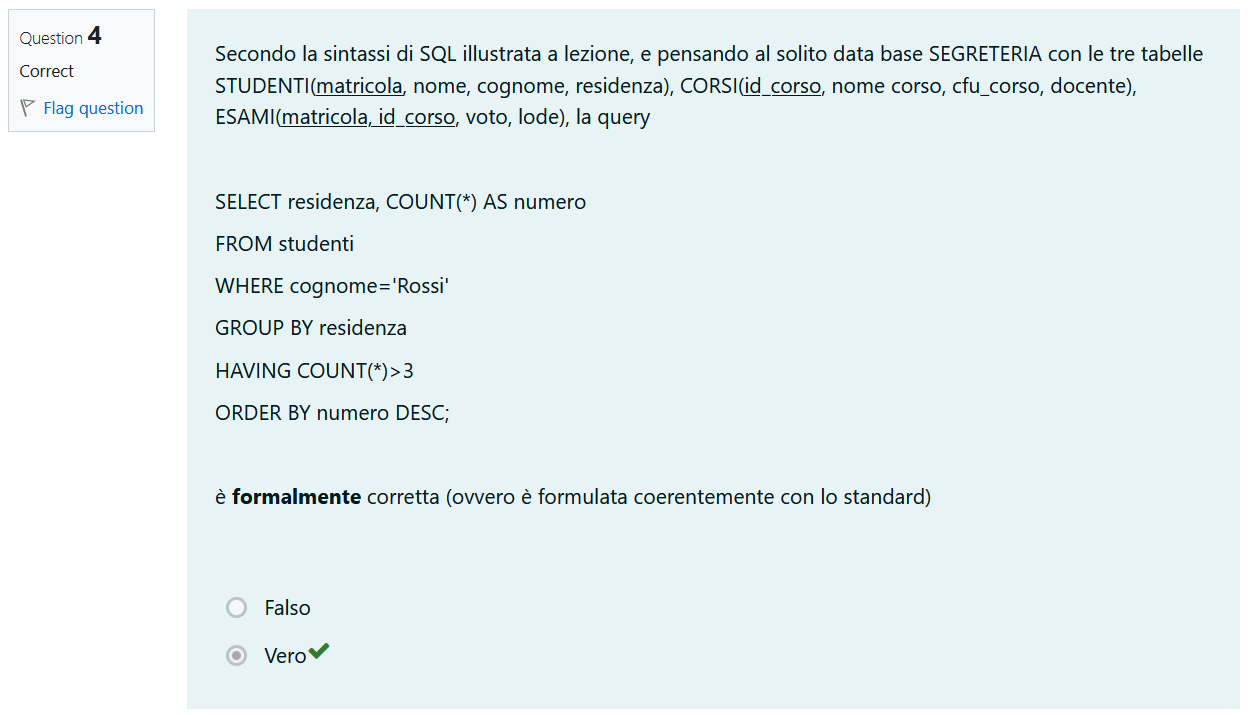 Question 4
Correct
Flag question
Secondo la sintassi di SQL illustrata a lezione, e pensando al solito data base SEGRETERIA con le tre tabelle
STUDENTI(matricola, nome, cognome, residenza), CORSI(id_corso, nome corso, cfu_corso, docente),
ESAMI(matricola, id_corso, voto, lode), la query
SELECT residenza, COUNT(*) AS numero
FROM studenti
WHERE cognome='Rossi'
GROUP BY residenza
HAVING COUNT(*)>3
ORDER BY numero DESC;
è formalmente corretta (ovvero è formulata coerentemente con lo standard)
Falso
Vero